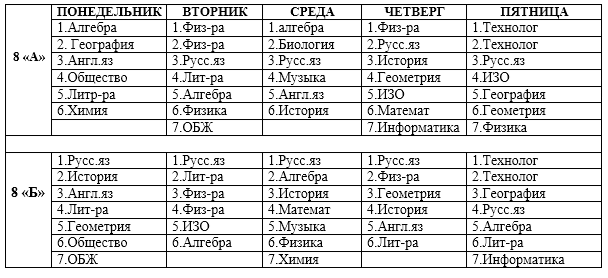 ПОНЕДЕЛЬНИК ВТОРНИК СРЕДА ЧЕТВЕРГ ПЯТНИЦА
8 «А»
1.Алгебра 1.Физ-ра 1.алгебра 1.Физ-ра 1.Технолог
2. География 2.Физ-ра 2.Биология 2.Русс.яз 2.Технолог
3.Англ.яз 3.Русс.яз 3.Русс.яз 3.История 3.Русс.яз
4.Общество 4.Лит-ра 4.Музыка 4.Геометрия 4.ИЗО
5.Литр-ра 5.Алгебра 5.Англ.яз 5.ИЗО 5.География
6.Химия 6.Физика 6.История 6.Математ 6.Геометрия
7.ОБЖ 7.Информатика 7.Физика
8 «Б»
1.Русс.яз 1.Русс.яз 1.Русс.яз 1.Русс.яз 1.Технолог
2.История 2.Лит-ра 2.Алгебра 2.Физ-ра 2.Технолог
3.Англ.яз 3.Физ-ра 3.История 3.Геометрия 3.География
4.Лит-ра 4.Физ-ра 4.Математ 4.История 4.Русс.яз
5.Геометрия 5.ИЗО 5.Музыка 5.Англ.яз 5.Алгебра
6.Общество 6.Алгебра 6.Физика 6.Лит-ра 6.Лит-ра
7.ОБЖ 7.Химия 7.Информатика